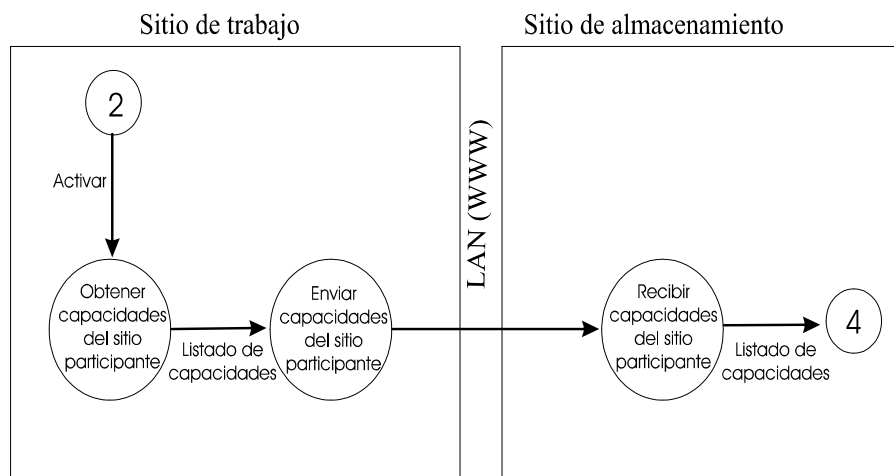 Sitio de trabajo
Sitio de almacenamiento
2
Activar
LAN (WWW)
Obtener
capacidades
del sitio
participante
Listado de
capacidades
Enviar
capacidades
del sitio
participante
Recibir
capacidades
del sitio
participante
Listado de
capacidades
4